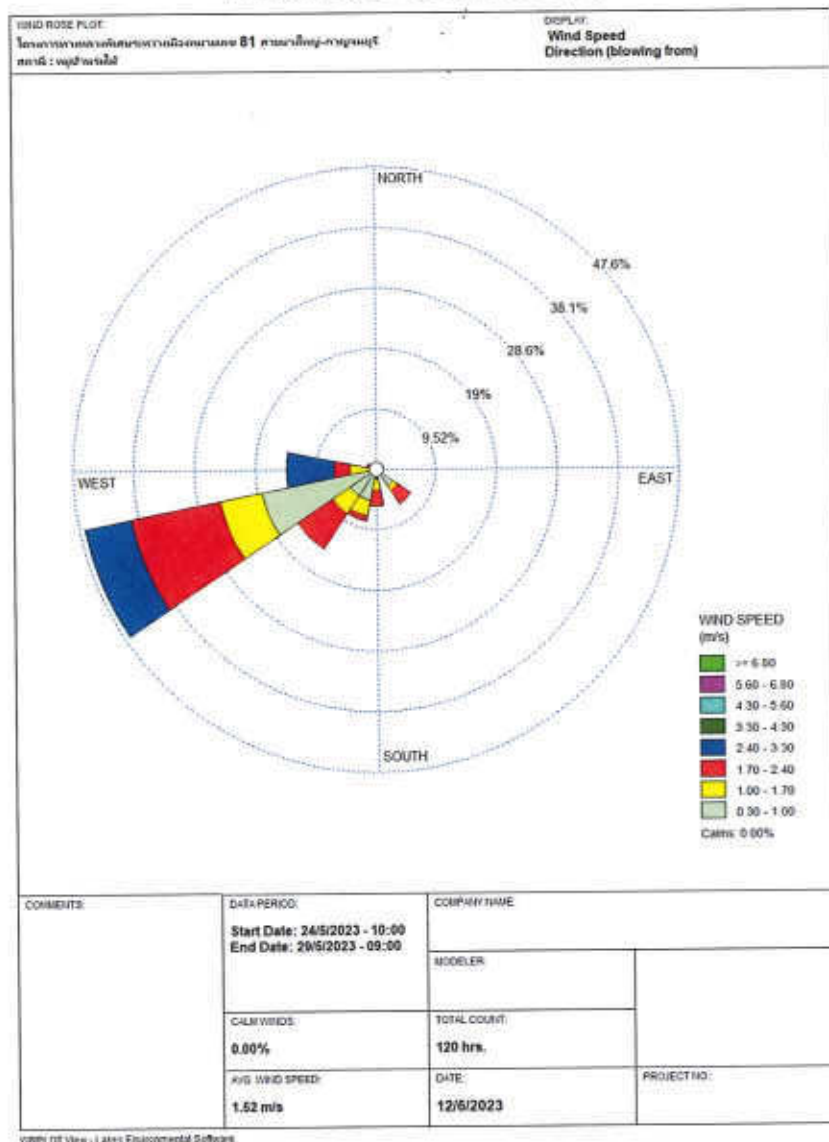 WIND ROSE PLOT:
DISPLAY:
Wind Speed
Direction (blowing from)
81
NORTH
47.6%
38.1%
28.6%
19%
9.52%
WEST
EAST
SOUTH
WIND SPEED
(m/s)
5.60 - 6.80
4.30 - 5.60
3.30 - 4.30
2.40 - 3.30
1.70 - 2.40
1.00 - 1.70
0.30 - 1.00
Calms: 0.00%
COMMENTS:
DATA PERIOD:
Start Date: 24/5/2023 - 10:00
End Date: 29/5/2023 - 09:00
COMPANY NAME:
MODELER:
CALM WINDS:
0.00%
TOTAL COUNT:
120 hrs.
AVG. WIND SPEED:
1.52 m/s
DATE:
12/6/2023
PROJECT NO.:
View - Lakes Environmental Software